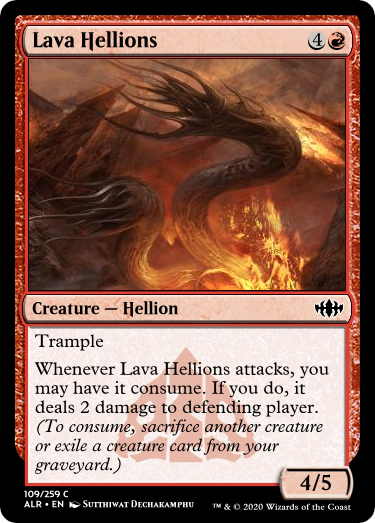 Lava Hellions 4
Creature — Hellion
Trample
Whenever Lava Hellions attacks, you
may have it consume. If you do, it
deals 2 damage to defending player.
(To consume, sacrifice another creature
or exile a creature card from your
graveyard.)
4/5
109/259 C
ALR • EN Sutthiwat Dechakamphu ™ & © 2020 Wizards of the Coast